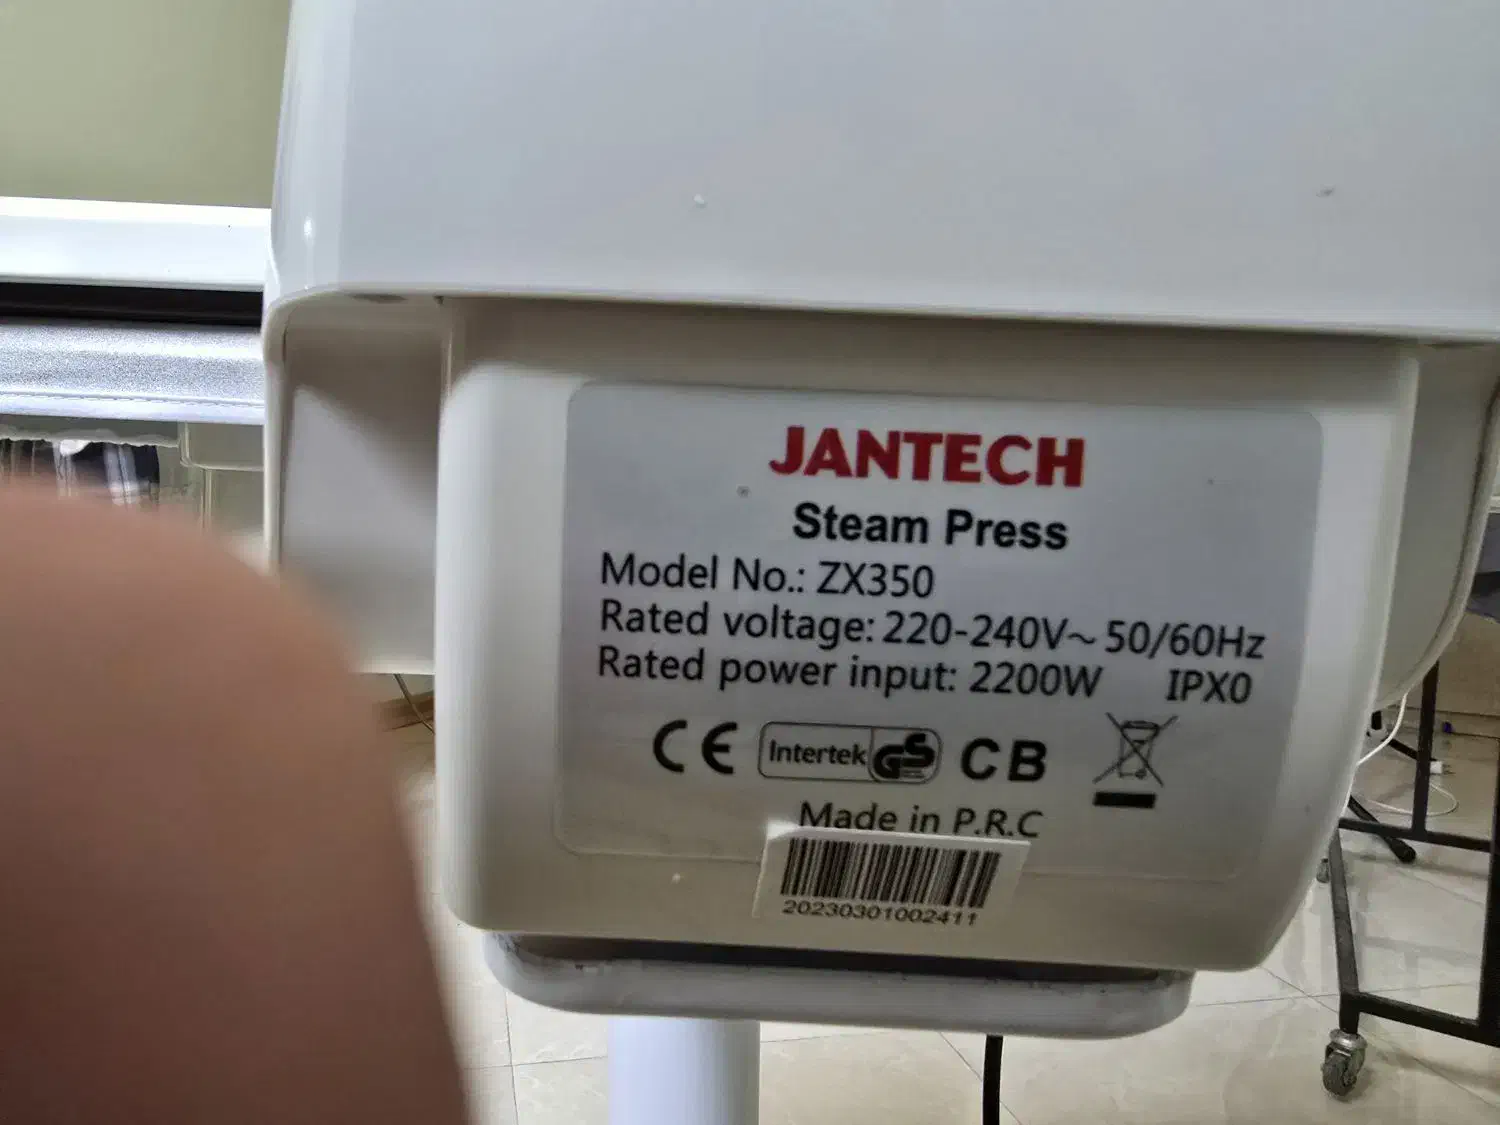 JANTECH
Steam Press
Model No.: ZX350
Rated voltage: 220-240V~ 50/60Hz
Rated power input: 2200W IPX0
CE Intertek GS CB
Made in P.R.C
20230301002411